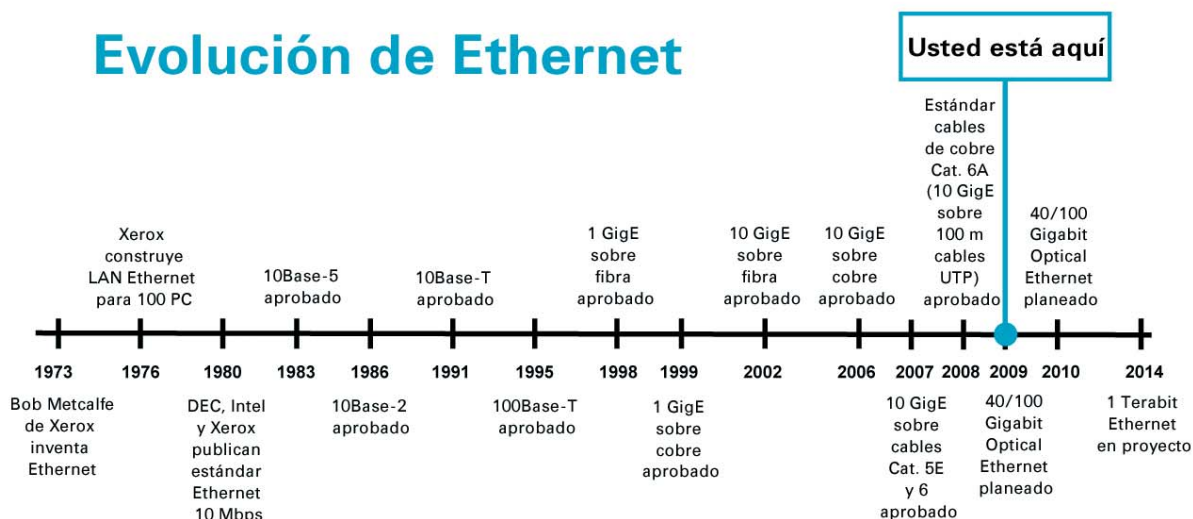 Evolución de Ethernet
Usted está aquí
Xerox
construye
LAN Ethernet
para 100 PC
10Base-5
aprobado
10Base-T
aprobado
1 GigE
sobre
fibra
aprobado
10 GigE
sobre
fibra
aprobado
10 GigE
sobre
cobre
aprobado
Estándar
cables
de cobre
Cat. 6A
(10 GigE
sobre
100 m
cables
UTP)
aprobado
40/100
Gigabit
Optical
Ethernet
planeado
1973 1976 1980 1983 1986 1991 1995 1998 1999 2002 2006 2007 2008 2009 2010 2014
Bob Metcalfe
de Xerox
inventa
Ethernet
DEC, Intel
y Xerox
publican
estándar
Ethernet
10 Mbps
10Base-2
aprobado
100Base-T
aprobado
1 GigE
sobre
cobre
aprobado
10 GigE
sobre
cables
Cat. 5E
y 6
aprobado
40/100
Gigabit
Optical
Ethernet
planeado
1 Terabit
Ethernet
en proyecto